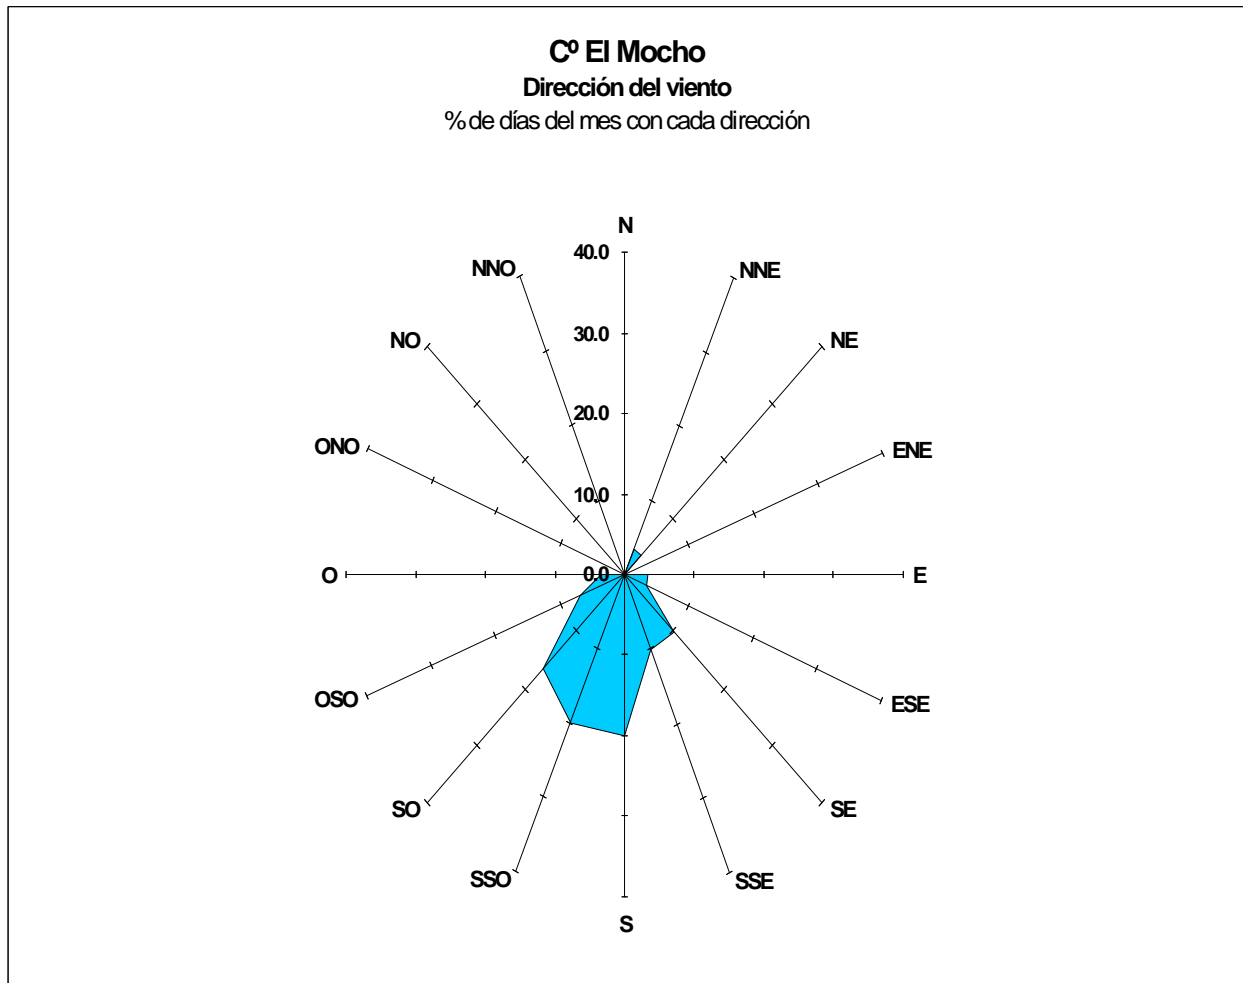 Cº El Mocho
Dirección del viento
% de días del mes con cada dirección
N
40.0
NNO
NNE
30.0
NO
NE
20.0
ONO
ENE
10.0
O
0.0
E
OSO
ESE
SO
SE
SSO
SSE
S